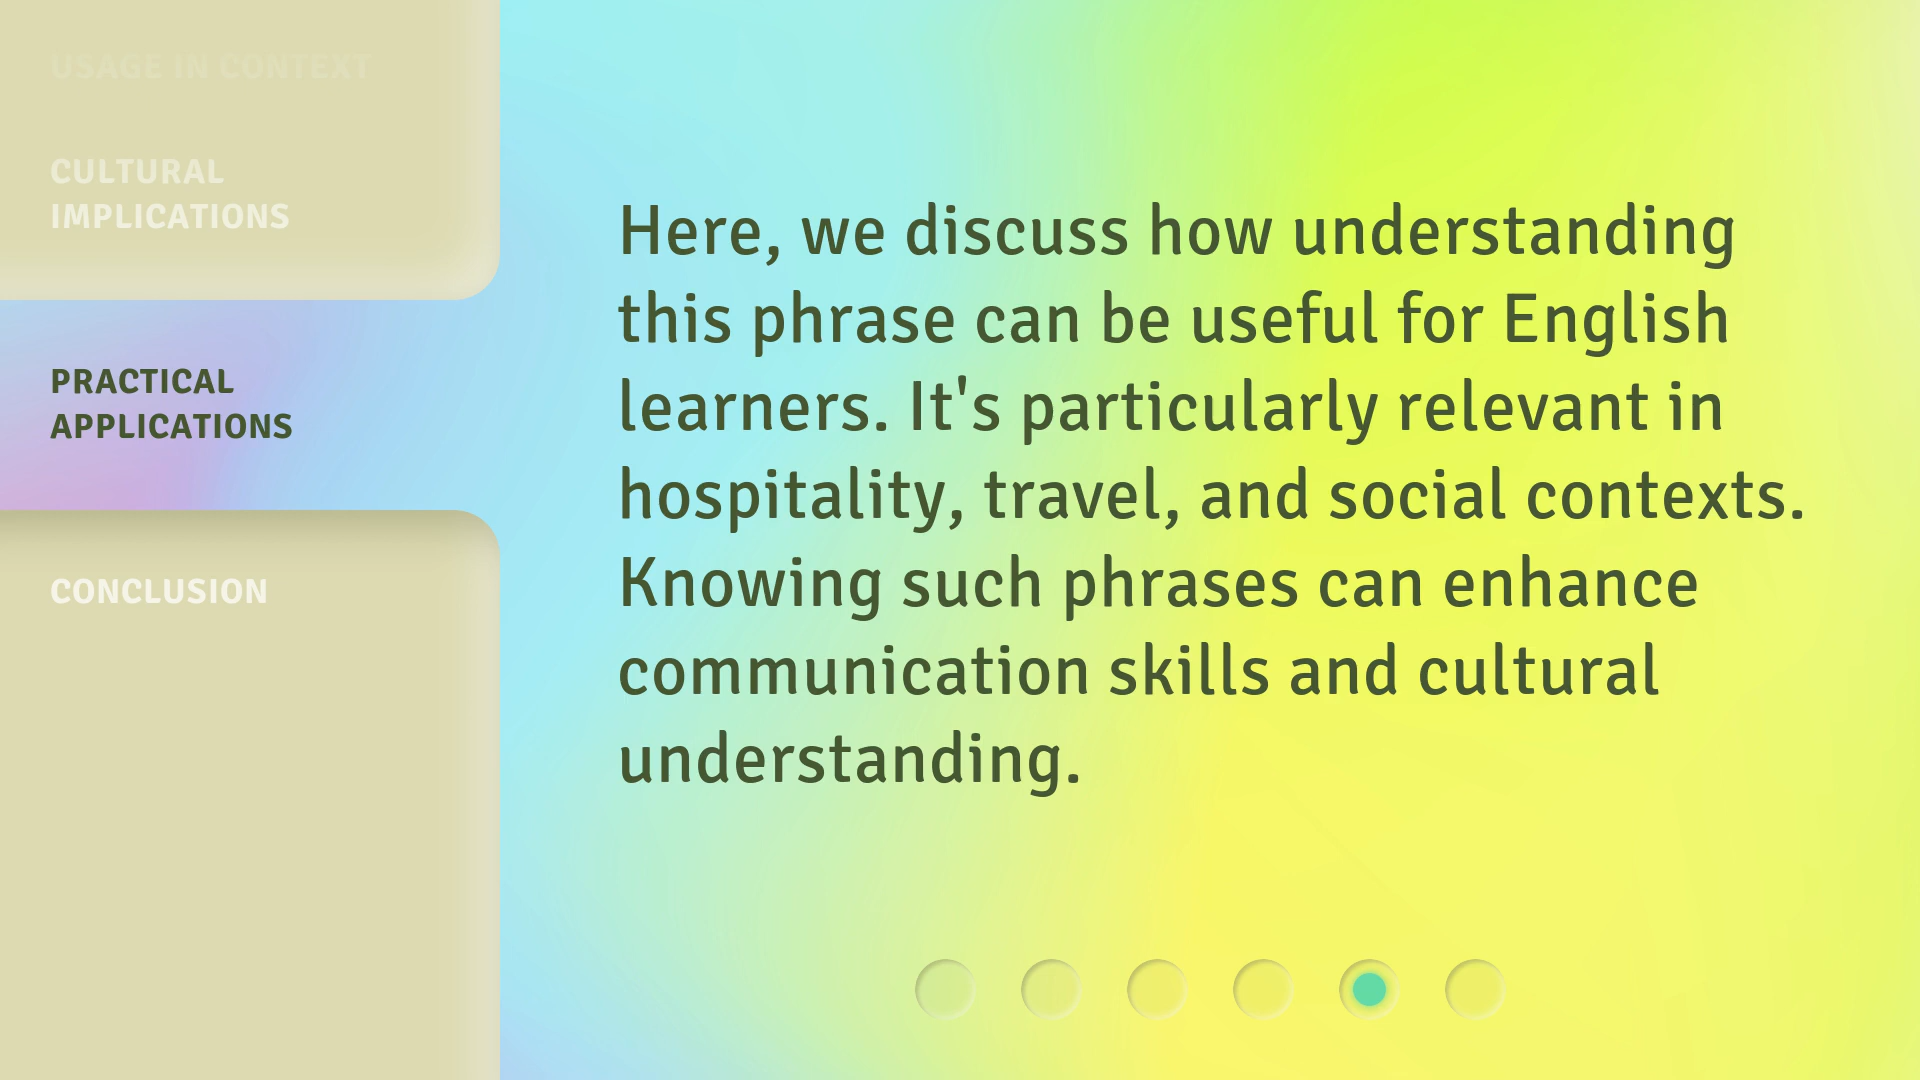 USAGE IN CONTEXT
CULTURAL
IMPLICATIONS
PRACTICAL
APPLICATIONS
CONCLUSION
Here, we discuss how understanding
this phrase can be useful for English
learners. It's particularly relevant in
hospitality, travel, and social contexts.
Knowing such phrases can enhance
communication skills and cultural
understanding.